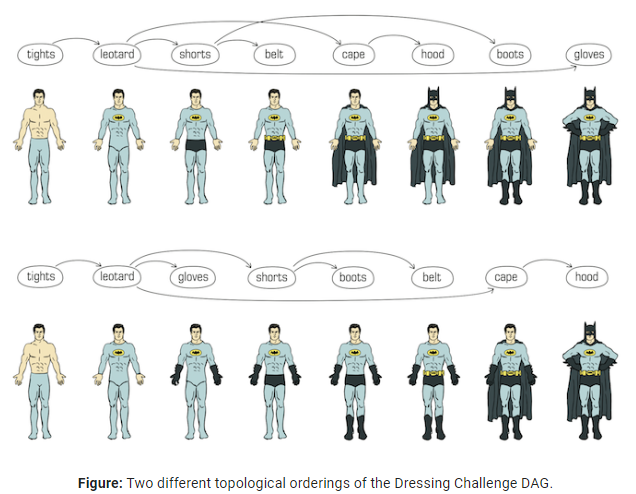 tights leotard shorts belt cape hood boots gloves
tights leotard gloves shorts boots belt cape hood
Figure: Two different topological orderings of the Dressing Challenge DAG.